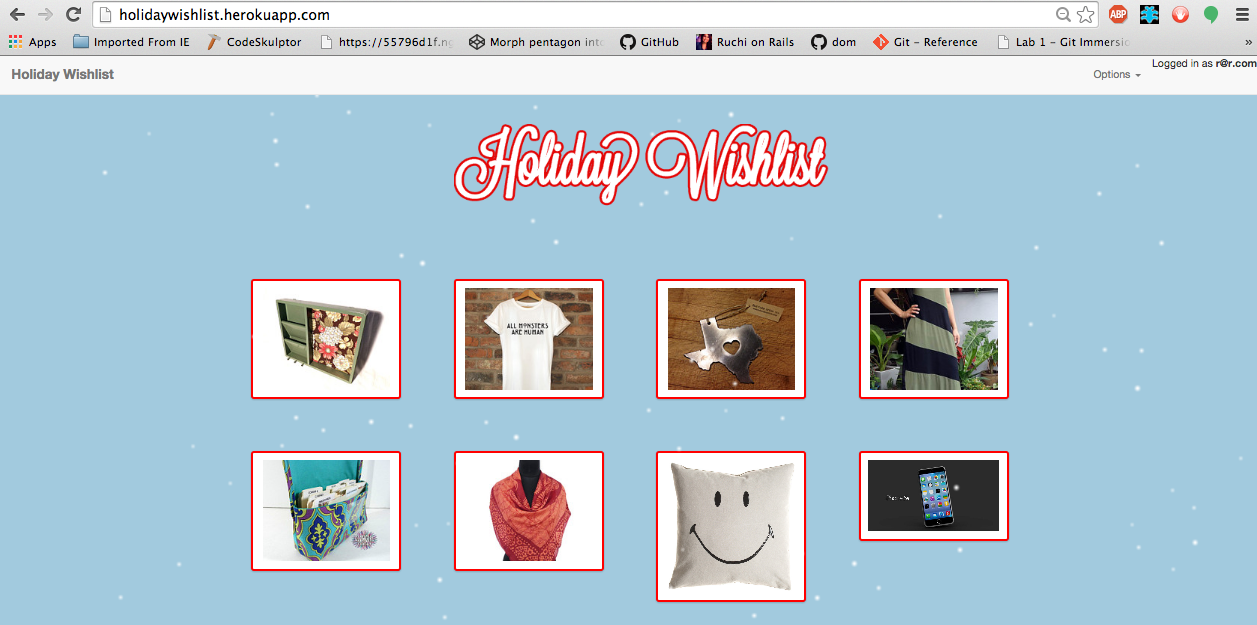 holidaywishlist.herokuapp.com
ABP
Apps Imported From IE CodeSkulptor https://55796d1f.ng Morph pentagon into GitHub Ruchi on Rails dom Git - Reference Lab 1 - Git Immersio »
Holiday Wishlist
Options
Logged in as r@r.com
Holiday Wishlist
ALL MONSTERS
ARE HUMAN